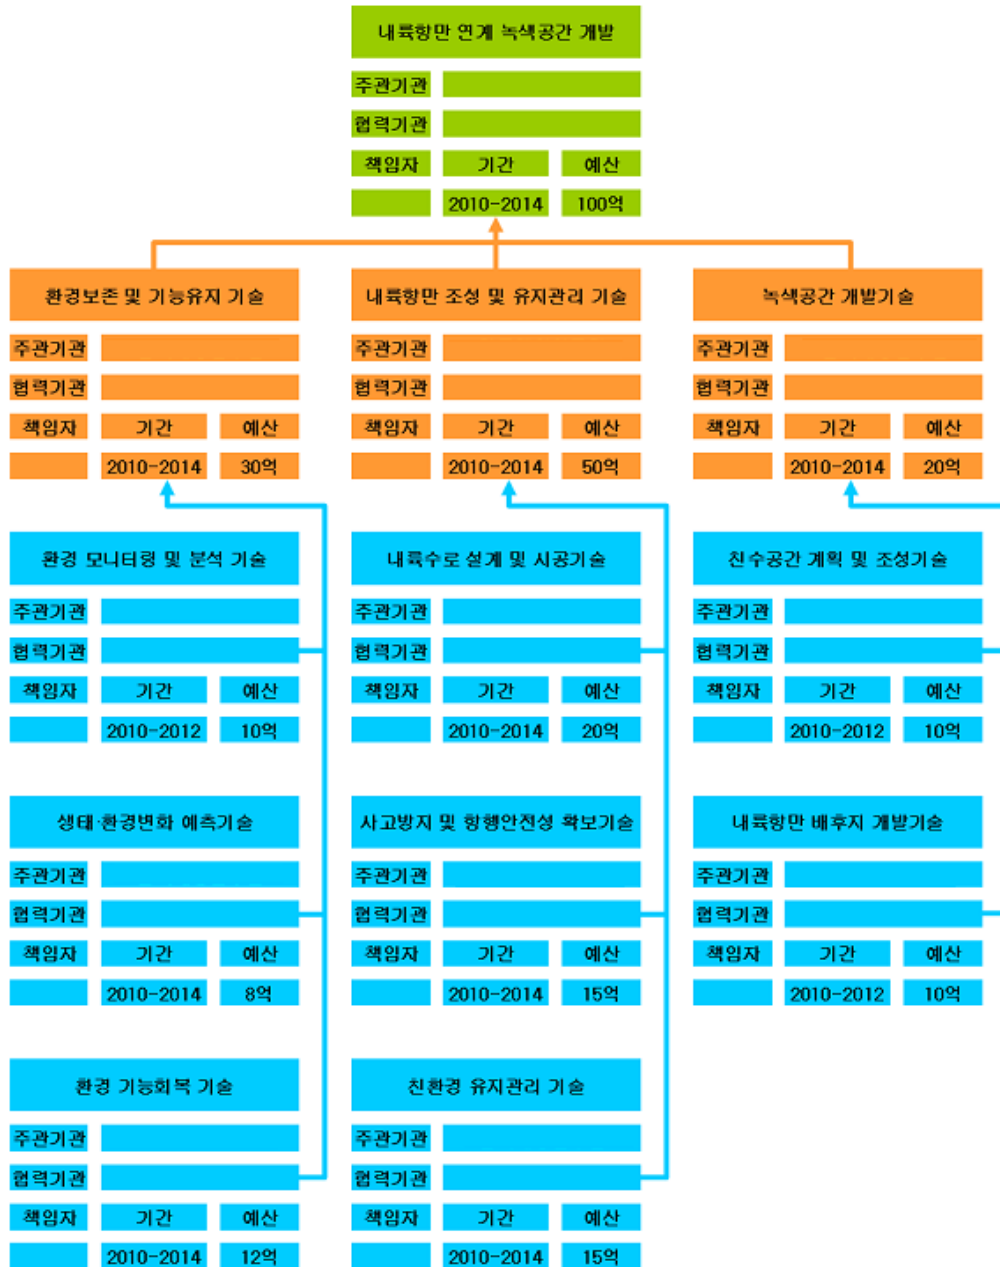 내륙항만 연계 녹색공간 개발
주관기관
협력기관
책임자 기간 예산
2010-2014 100억
환경보존 및 기능유지 기술
주관기관
협력기관
책임자 기간 예산
2010-2014 30억
내륙항만 조성 및 유지관리 기술
주관기관
협력기관
책임자 기간 예산
2010-2014 50억
녹색공간 개발기술
주관기관
협력기관
책임자 기간 예산
2010-2014 20억
환경 모니터링 및 분석 기술
주관기관
협력기관
책임자 기간 예산
2010-2012 10억
내륙수로 설계 및 시공기술
주관기관
협력기관
책임자 기간 예산
2010-2014 20억
친수공간 계획 및 조성기술
주관기관
협력기관
책임자 기간 예산
2010-2012 10억
생태·환경변화 예측기술
주관기관
협력기관
책임자 기간 예산
2010-2014 8억
사고방지 및 항행안전성 확보기술
주관기관
협력기관
책임자 기간 예산
2010-2014 15억
내륙항만 배후지 개발기술
주관기관
협력기관
책임자 기간 예산
2010-2012 10억
환경 기능회복 기술
주관기관
협력기관
책임자 기간 예산
2010-2014 12억
친환경 유지관리 기술
주관기관
협력기관
책임자 기간 예산
2010-2014 15억